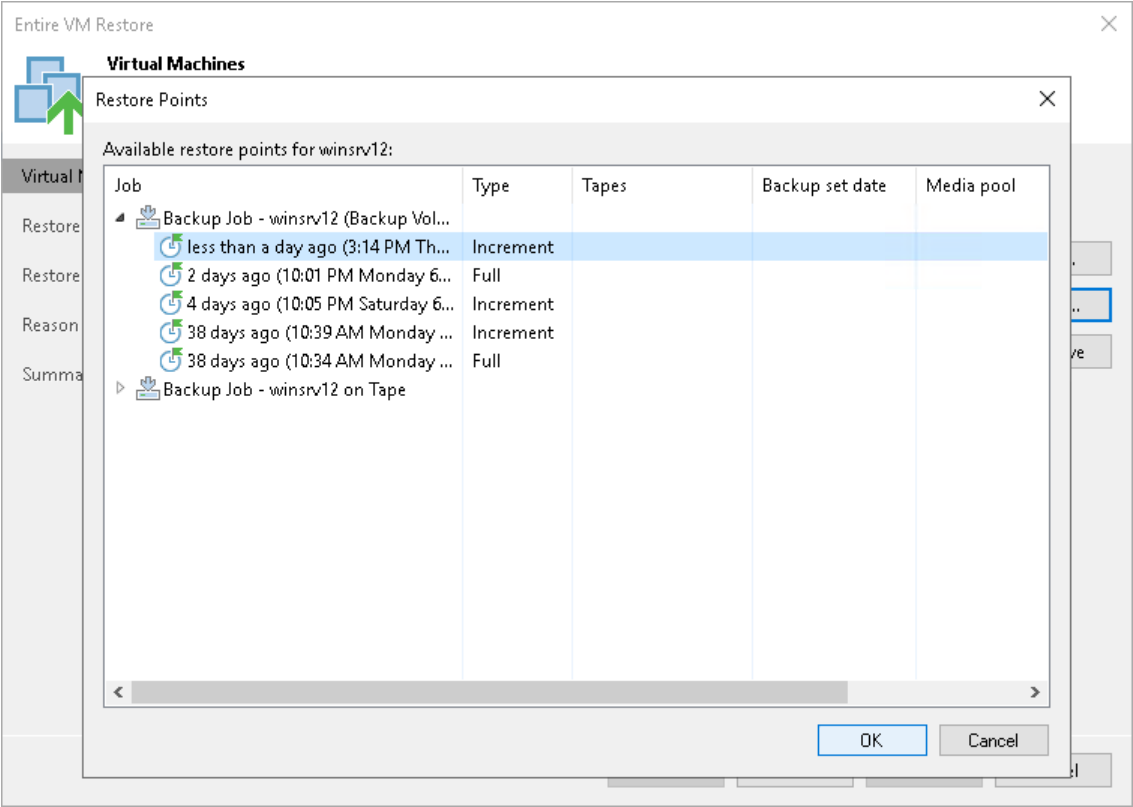 Entire VM Restore
Virtual Machines
Restore Points
Available restore points for winsrv12:
Virtual
Restore
Restore
Reason
Job Type Tapes Backup set date Media pool
Backup Job - winsrv12 (Backup Vol...
less than a day ago (3:14 PM Th... Increment
2 days ago (10:01 PM Monday 6... Full
4 days ago (10:05 PM Saturday 6... Increment
38 days ago (10:39 AM Monday ... Increment
38 days ago (10:34 AM Monday ... Full
Backup Job - winsrv12 on Tape
OK Cancel